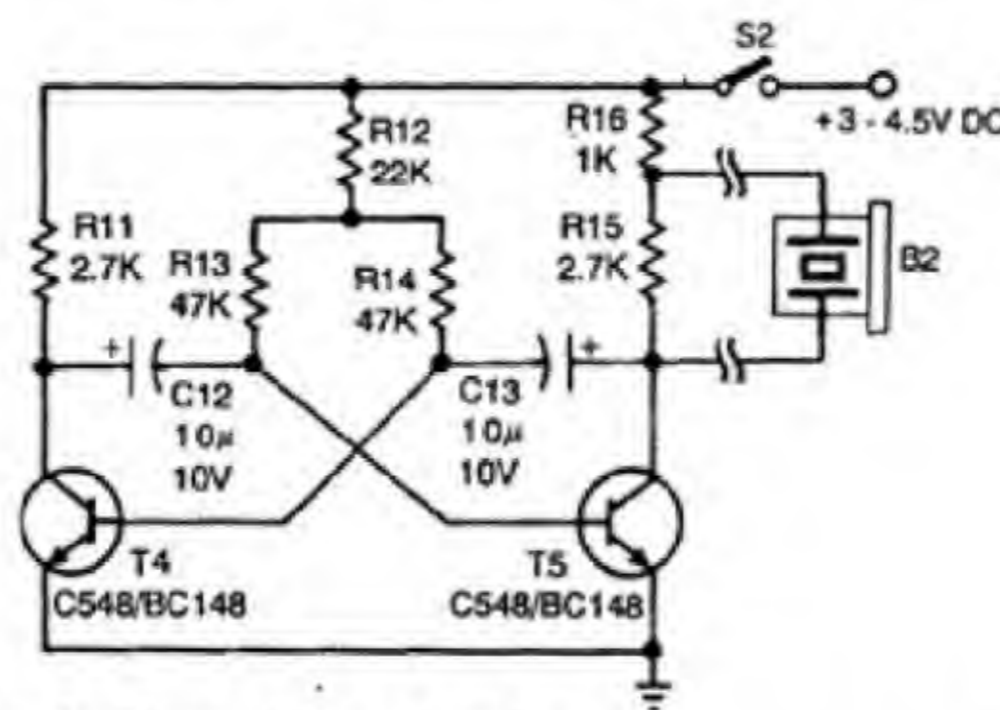 S2
+3 - 4.5V DC
R12
22K
R16
1K
R11
2.7K
R13
47K
R14
47K
R15
2.7K
B2
+
C12
10μ
10V
C13
10μ
10V
+
T4
C548/BC148
T5
C548/BC148